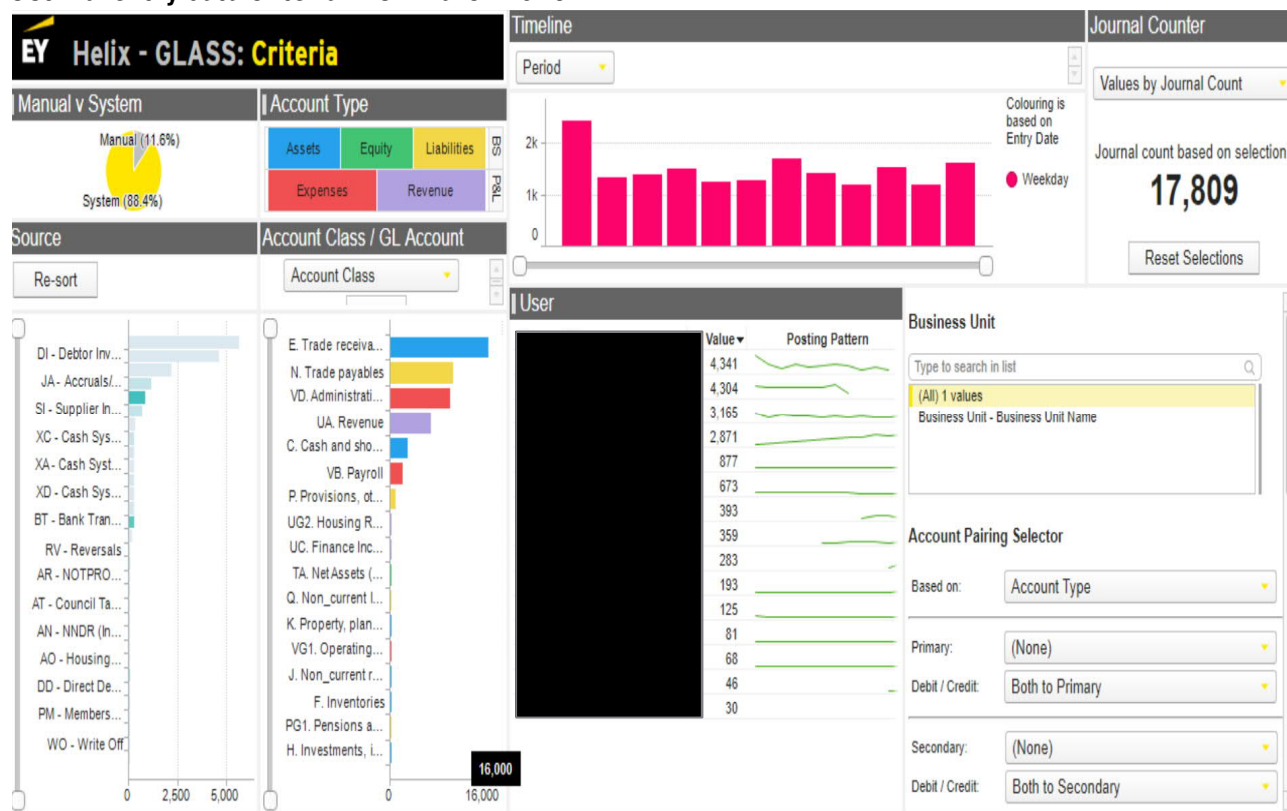 EY Helix - GLASS: Criteria
Manual v System
Manual (11.6%)
System (88.4%)
Account Type
Assets
Equity
Liabilities
BS
Expenses
Revenue
P&L
Timeline
Period
2k
1k
0
Colouring is
based on
Entry Date
Weekday
Journal Counter
Values by Journal Count
Journal count based on selection
17,809
Reset Selections
Source
Re-sort
DI - Debtor Inv...
JA - Accruals/...
SI - Supplier In...
XC - Cash Sys...
XA - Cash Syst...
XD - Cash Sys...
BT - Bank Tran...
RV - Reversals
AR - NOTPRO...
AT - Council Ta...
AN - NNDR (In...
AO - Housing...
DD - Direct De...
PM - Members...
WO - Write Off
0 2,500 5,000
Account Class / GL Account
Account Class
E. Trade receiva...
N. Trade payables
VD. Administrati...
UA. Revenue
C. Cash and sho...
VB. Payroll
P. Provisions, ot...
UG2. Housing R...
UC. Finance Inc...
TA. Net Assets (...
Q. Non_current l...
K. Property, plan...
VG1. Operating...
J. Non_current r...
F. Inventories
PG1. Pensions a...
H. Investments, i...
16,000
0 16,000
User
Value Posting Pattern
4,341
4,304
3,165
2,871
877
673
393
359
283
193
125
81
68
46
30
Business Unit
Type to search in list
(All) 1 values
Business Unit - Business Unit Name
Account Pairing Selector
Based on: Account Type
Primary: (None)
Debit / Credit: Both to Primary
Secondary: (None)
Debit / Credit: Both to Secondary